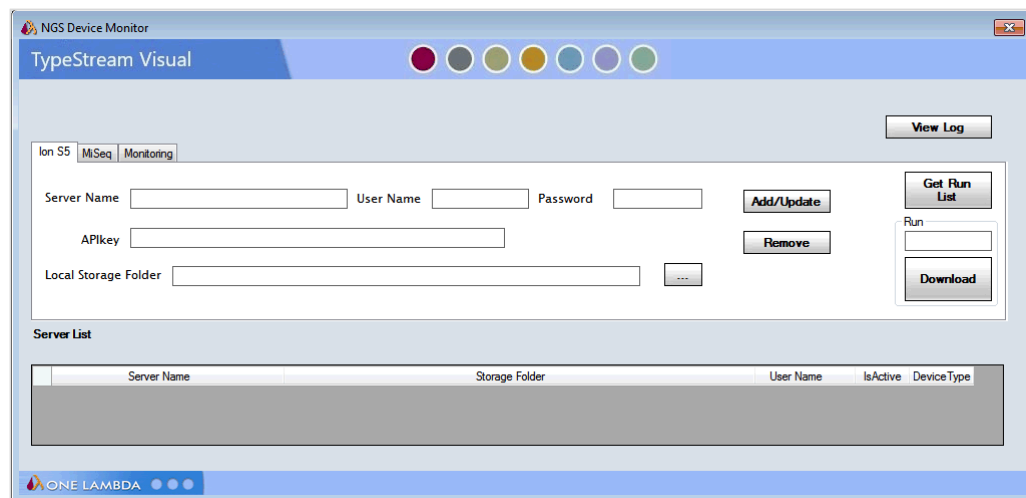 NGS Device Monitor
TypeStream Visual
View Log
Ion S5 MiSeq Monitoring
Server Name User Name Password Add/Update Get Run List
Run
APIkey Remove
Local Storage Folder ... Download
Server List
Server Name Storage Folder User Name IsActive DeviceType
ONE LAMBDA